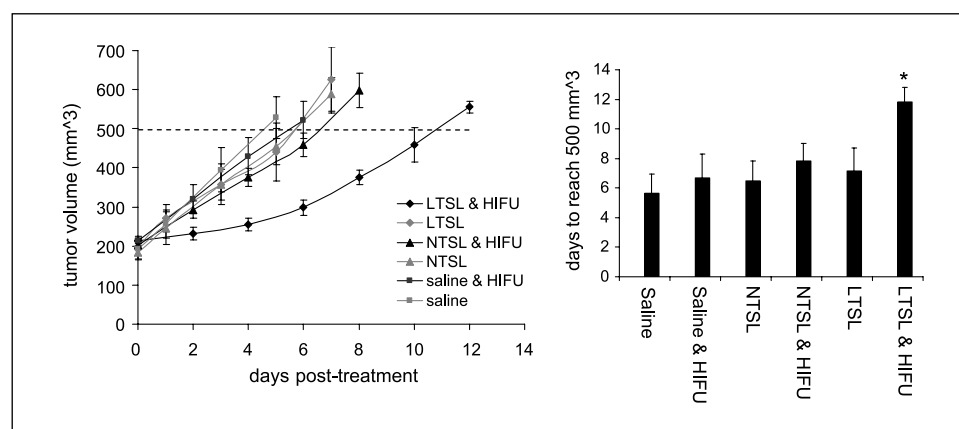 700
600
500
400
300
200
100
0
tumor volume (mm^3)
0 2 4 6 8 10 12 14
days post-treatment
LTSL & HIFU
LTSL
NTSL & HIFU
NTSL
saline & HIFU
saline
14
12
10
8
6
4
2
0
days to reach 500 mm^3
*
Saline
Saline & HIFU
NTSL
NTSL & HIFU
LTSL
LTSL & HIFU